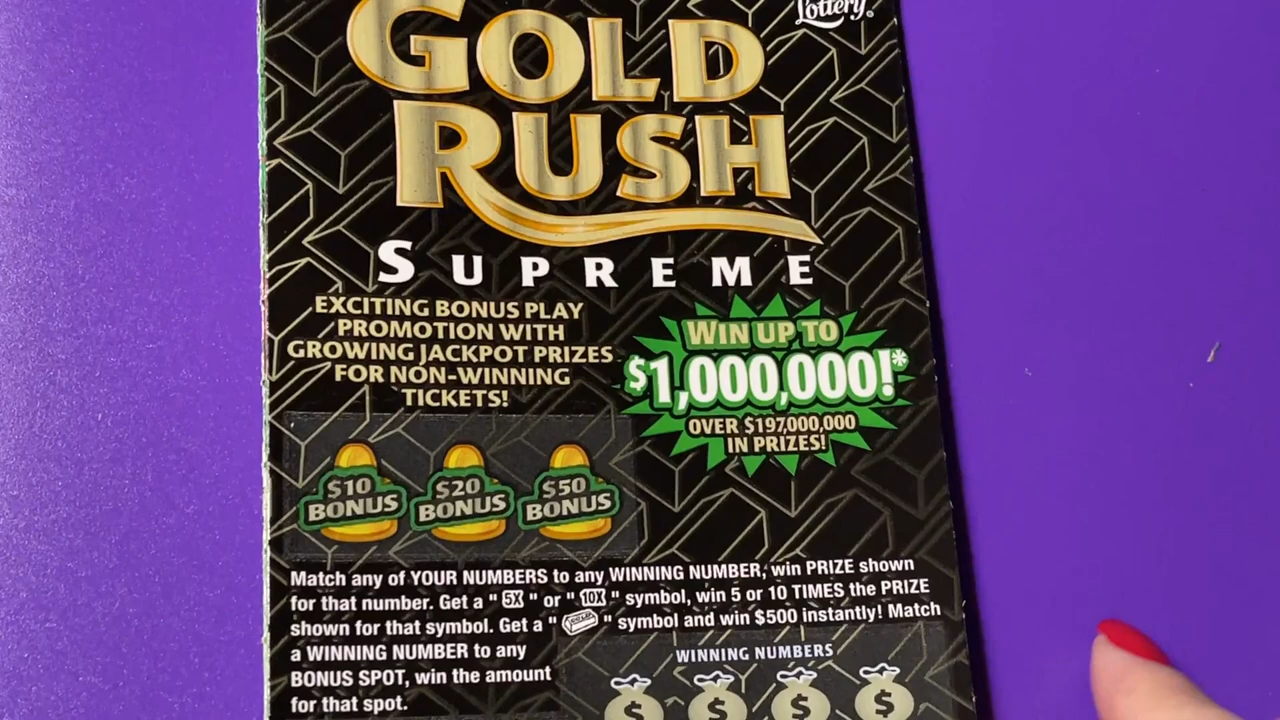 Lottery
GOLD
RUSH
SUPREME
EXCITING BONUS PLAY
PROMOTION WITH
GROWING JACKPOT PRIZES
FOR NON-WINNING
TICKETS!
WIN UP TO
$1,000,000!*
OVER $197,000,000
IN PRIZES!
$10
BONUS
$20
BONUS
$50
BONUS
Match any of YOUR NUMBERS to any WINNING NUMBER, win PRIZE shown
for that number. Get a " 5X " or " 10X " symbol, win 5 or 10 TIMES the PRIZE
shown for that symbol. Get a " " symbol and win $500 instantly! Match
a WINNING NUMBER to any
BONUS SPOT, win the amount
for that spot.
WINNING NUMBERS
$ $ $ $